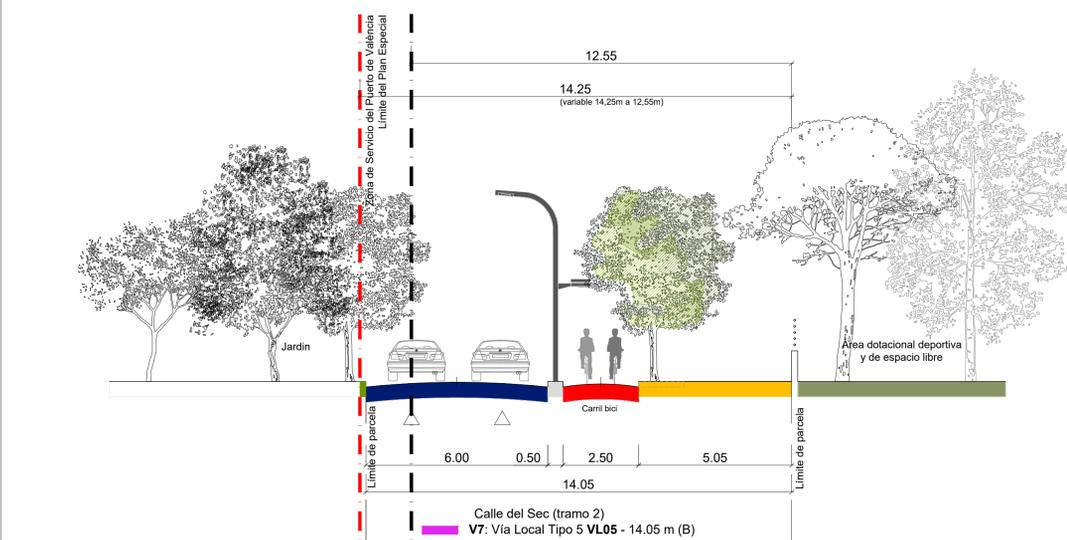 Zona de Servicio del Puerto de València
Límite del Plan Especial
12.55
14.25
(variable 14,25m a 12,55m)
Jardin
Área dotacional deportiva
y de espacio libre
Carril bici
Límite de parcela
Límite de parcela
6.00
0.50
2.50
5.05
14.05
Calle del Sec (tramo 2)
V7: Vía Local Tipo 5 VL05 - 14.05 m (B)